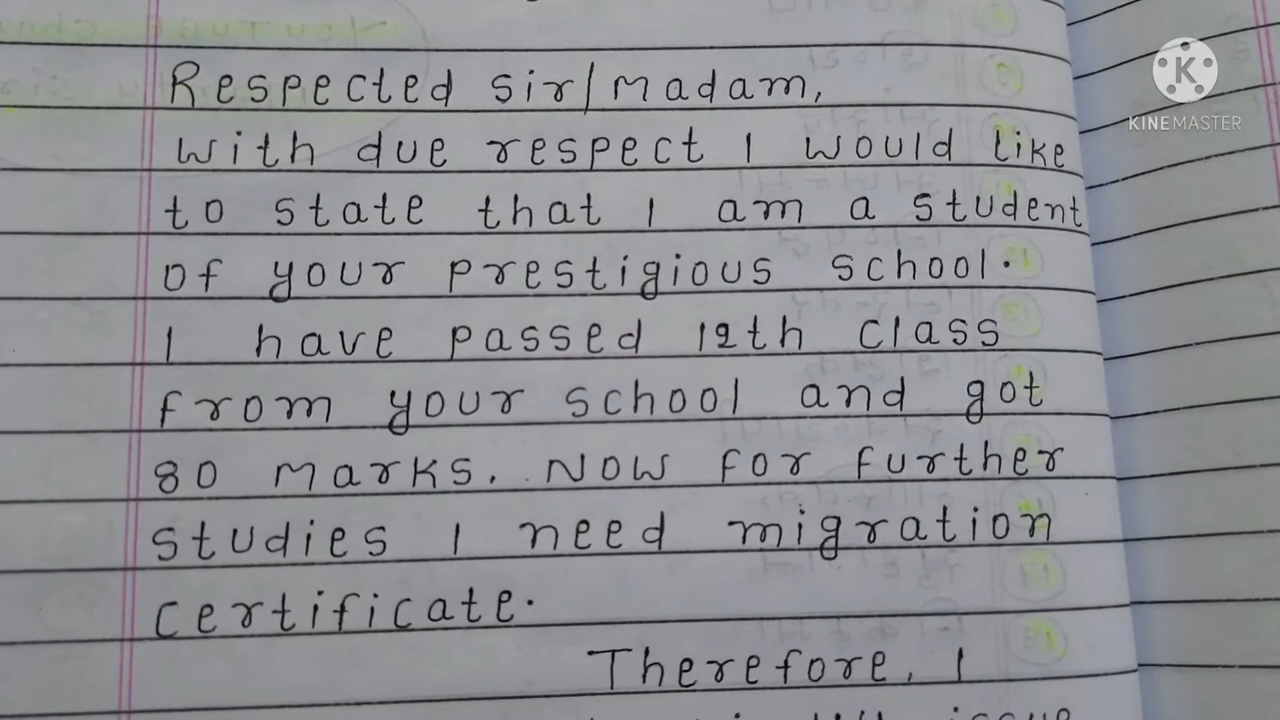 Respected sir/Madam,
with due respect I would like
to state that I am a student
of your prestigious school.
I have passed 12th class
from your school and got
80 marks. Now for further
studies I need migration
certificate.
Therefore, I
issue
KINEMASTER